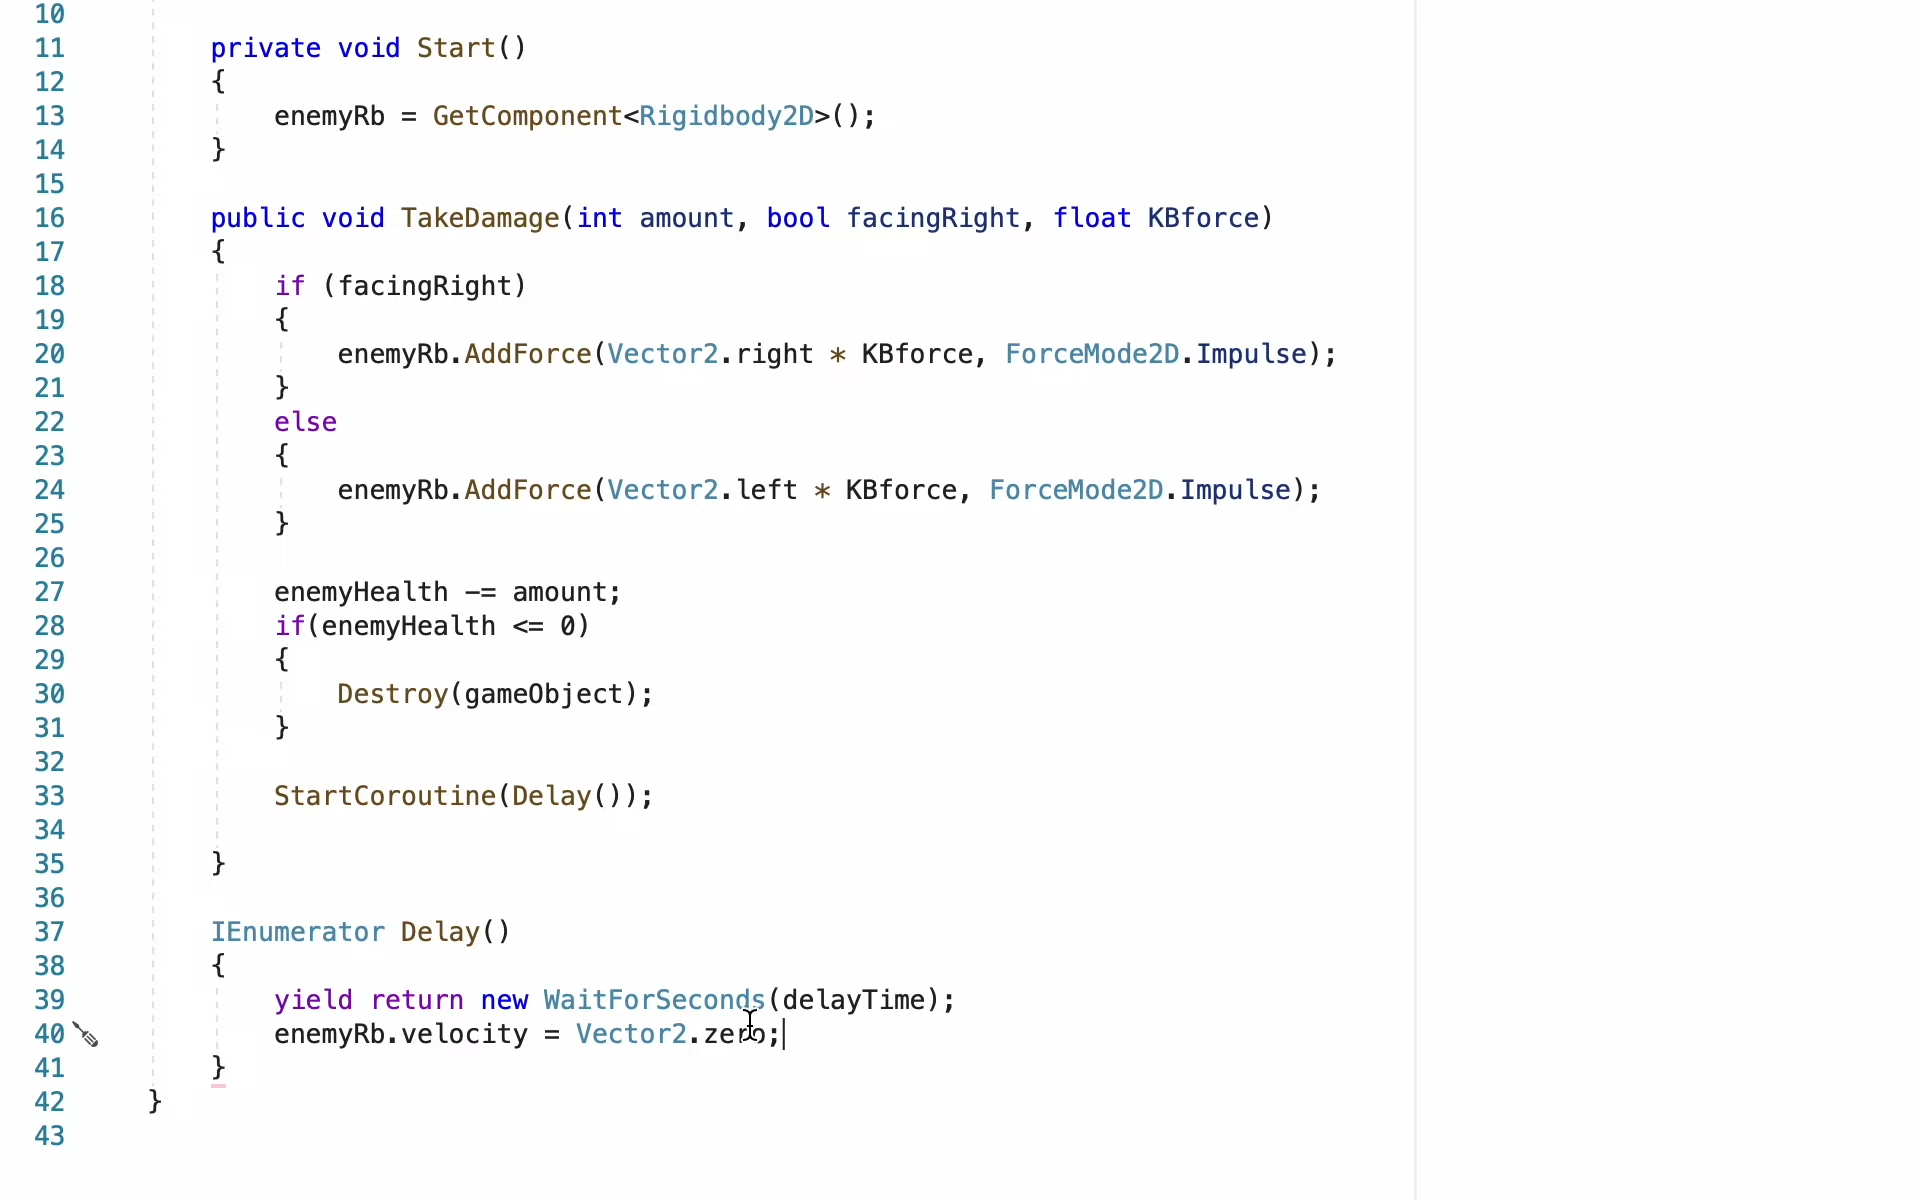 10
11 private void Start()
12 {
13 enemyRb = GetComponent<Rigidbody2D>();
14 }
15
16 public void TakeDamage(int amount, bool facingRight, float KBforce)
17 {
18 if (facingRight)
19 {
20 enemyRb.AddForce(Vector2.right * KBforce, ForceMode2D.Impulse);
21 }
22 else
23 {
24 enemyRb.AddForce(Vector2.left * KBforce, ForceMode2D.Impulse);
25 }
26
27 enemyHealth -= amount;
28 if(enemyHealth <= 0)
29 {
30 Destroy(gameObject);
31 }
32
33 StartCoroutine(Delay());
34
35 }
36
37 IEnumerator Delay()
38 {
39 yield return new WaitForSeconds(delayTime);
40 enemyRb.velocity = Vector2.zero;
41 }
42 }
43